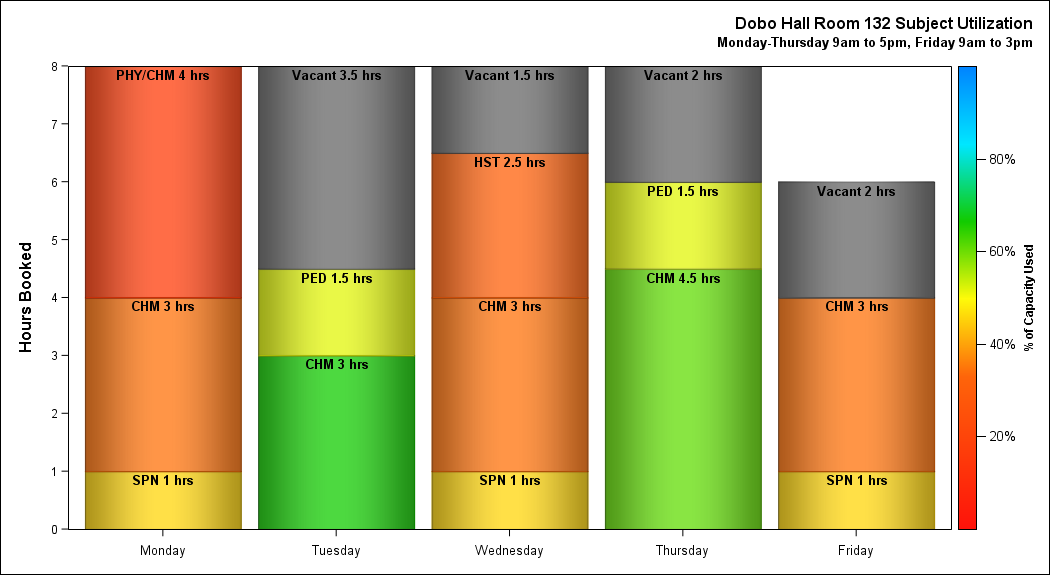 Dobo Hall Room 132 Subject Utilization
Monday-Thursday 9am to 5pm, Friday 9am to 3pm
Hours Booked
8
7
6
5
4
3
2
1
0
PHY/CHM 4 hrs
CHM 3 hrs
SPN 1 hrs
Vacant 3.5 hrs
PED 1.5 hrs
CHM 3 hrs
Vacant 1.5 hrs
HST 2.5 hrs
CHM 3 hrs
SPN 1 hrs
Vacant 2 hrs
PED 1.5 hrs
CHM 4.5 hrs
Vacant 2 hrs
CHM 3 hrs
SPN 1 hrs
Monday
Tuesday
Wednesday
Thursday
Friday
80%
60%
40%
20%
% of Capacity Used